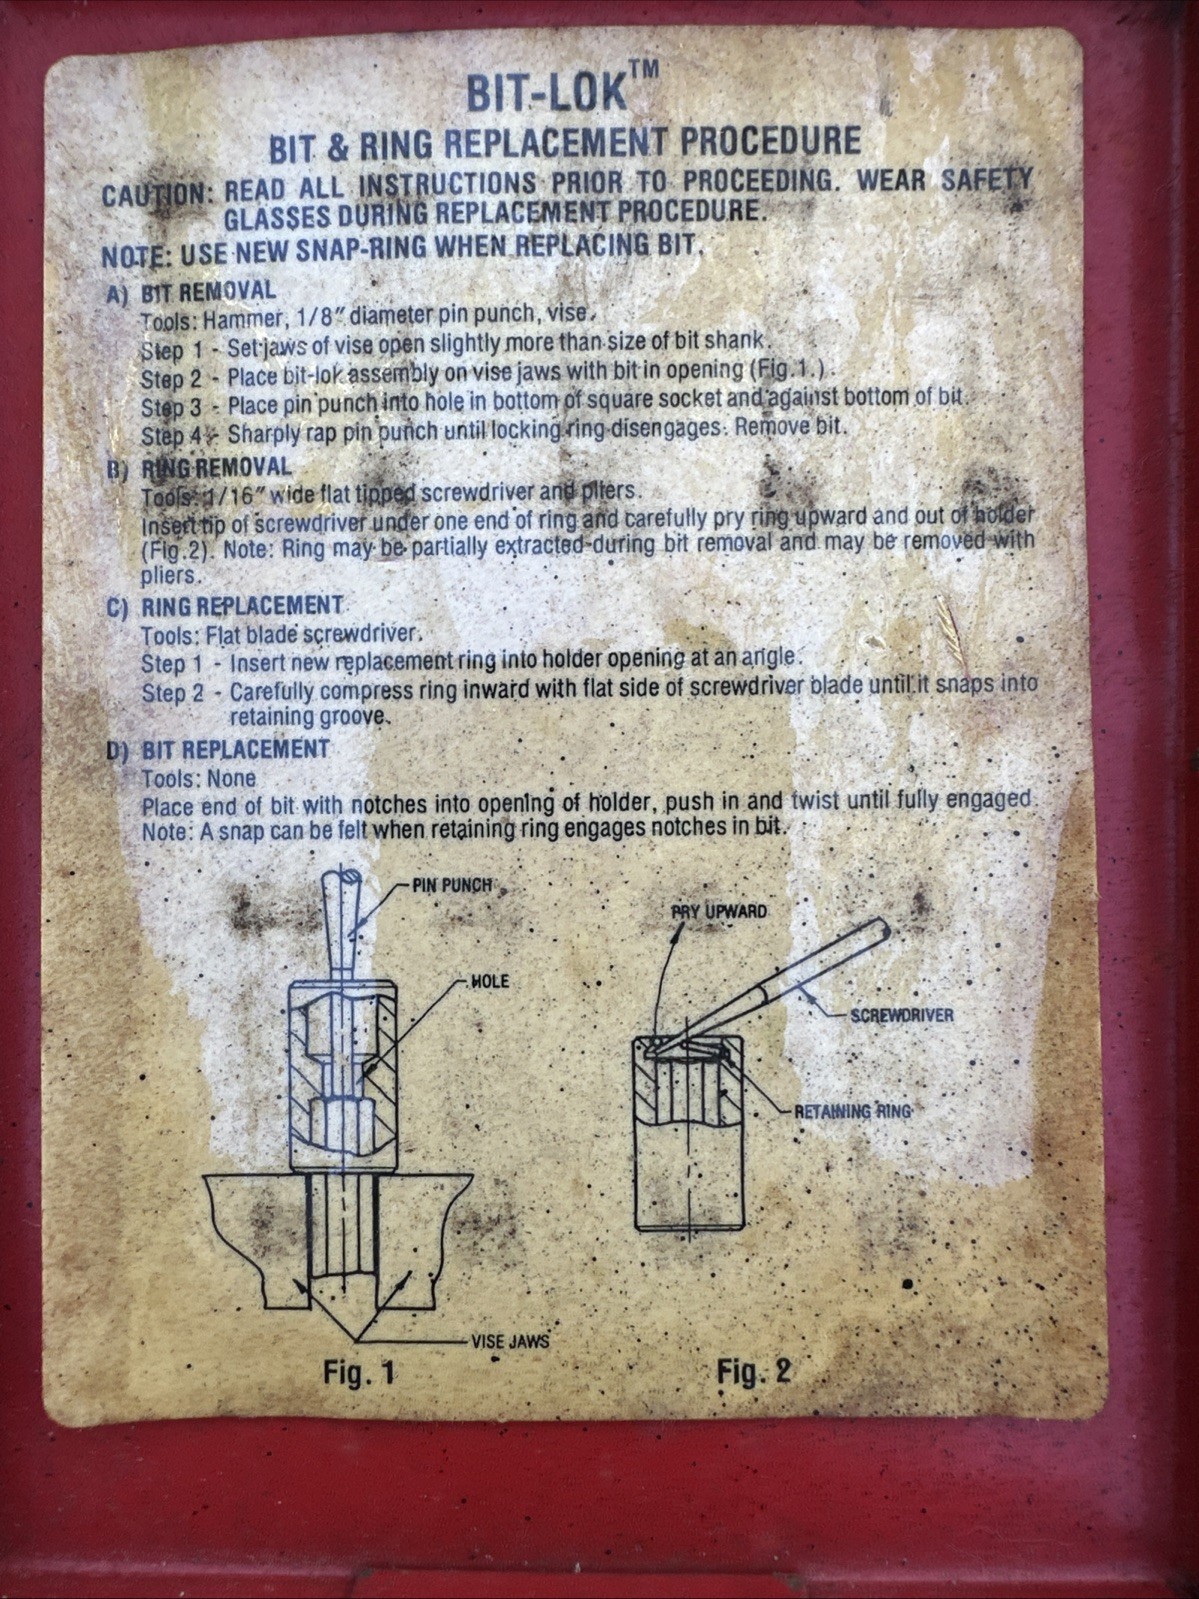 BIT-LOK™
BIT & RING REPLACEMENT PROCEDURE
CAUTION: READ ALL INSTRUCTIONS PRIOR TO PROCEEDING. WEAR SAFETY
GLASSES DURING REPLACEMENT PROCEDURE.
NOTE: USE NEW SNAP-RING WHEN REPLACING BIT.
A) BIT REMOVAL
Tools: Hammer, 1/8″ diameter pin punch, vise.
Step 1 - Set jaws of vise open slightly more than size of bit shank.
Step 2 - Place bit-lok assembly on vise jaws with bit in opening (Fig.1.).
Step 3 - Place pin punch into hole in bottom of square socket and against bottom of bit.
Step 4 - Sharply rap pin punch until locking ring disengages. Remove bit.
B) RING REMOVAL
Tools: 1/16″ wide flat tipped screwdriver and pliers.
Insert tip of screwdriver under one end of ring and carefully pry ring upward and out of holder
(Fig.2). Note: Ring may be partially extracted during bit removal and may be removed with
pliers.
C) RING REPLACEMENT
Tools: Flat blade screwdriver.
Step 1 - Insert new replacement ring into holder opening at an angle.
Step 2 - Carefully compress ring inward with flat side of screwdriver blade until it snaps into
retaining groove.
D) BIT REPLACEMENT
Tools: None
Place end of bit with notches into opening of holder, push in and twist until fully engaged.
Note: A snap can be felt when retaining ring engages notches in bit.
PIN PUNCH
HOLE
VISE JAWS
Fig. 1
PRY UPWARD
SCREWDRIVER
RETAINING RING
Fig. 2